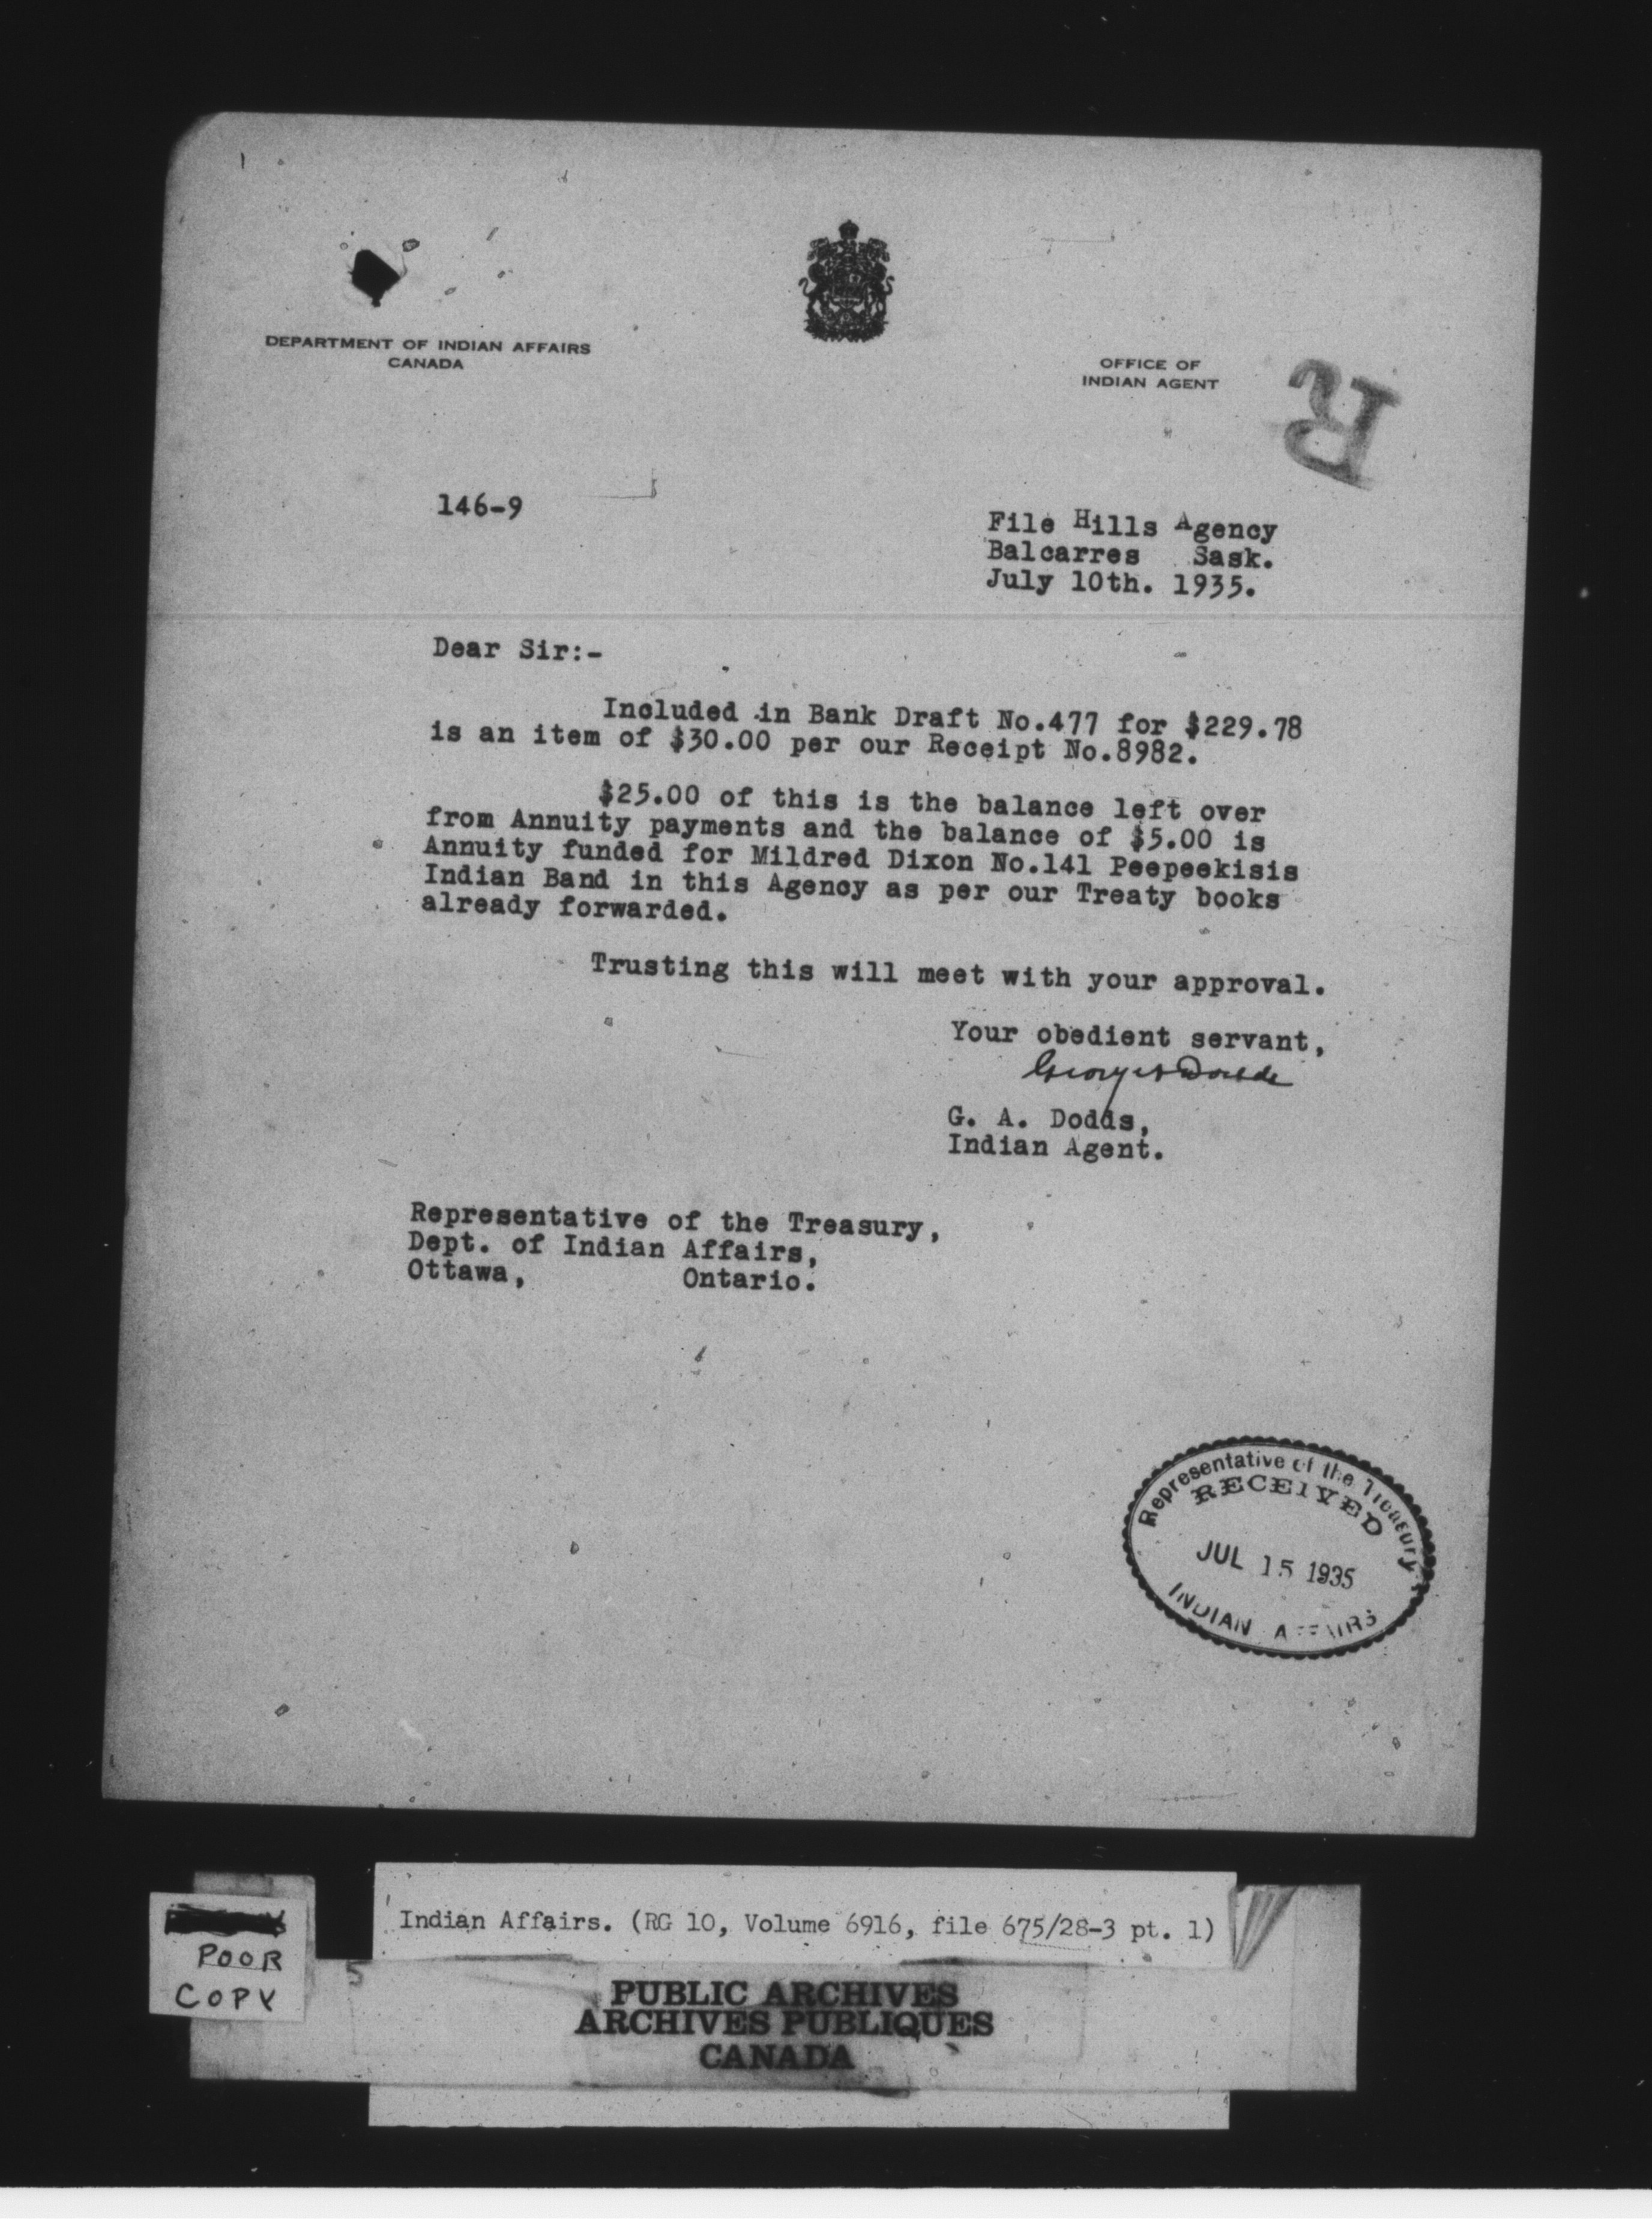 DEPARTMENT OF INDIAN AFFAIRS
CANADA
OFFICE OF
INDIAN AGENT
R
146-9
File Hills Agency
Balcarres Sask.
July 10th. 1935.
Dear Sir:-
Included in Bank Draft No.477 for $229.78
is an item of $30.00 per our Receipt No.8982.
$25.00 of this is the balance left over
from Annuity payments and the balance of $5.00 is
Annuity funded for Mildred Dixon No.141 Peepeekisis
Indian Band in this Agency as per our Treaty books
already forwarded.
Trusting this will meet with your approval.
Your obedient servant,
G. A. Dodds,
Indian Agent.
Representative of the Treasury,
Dept. of Indian Affairs,
Ottawa, Ontario.
Representative of the Treasury
RECEIVED
JUL 15 1935
INDIAN AFFAIRS
Indian Affairs. (RG 10, Volume 6916, file 675/28-3 pt. 1)
POOR
COPY
5
PUBLIC ARCHIVES
ARCHIVES PUBLIQUES
CANADA